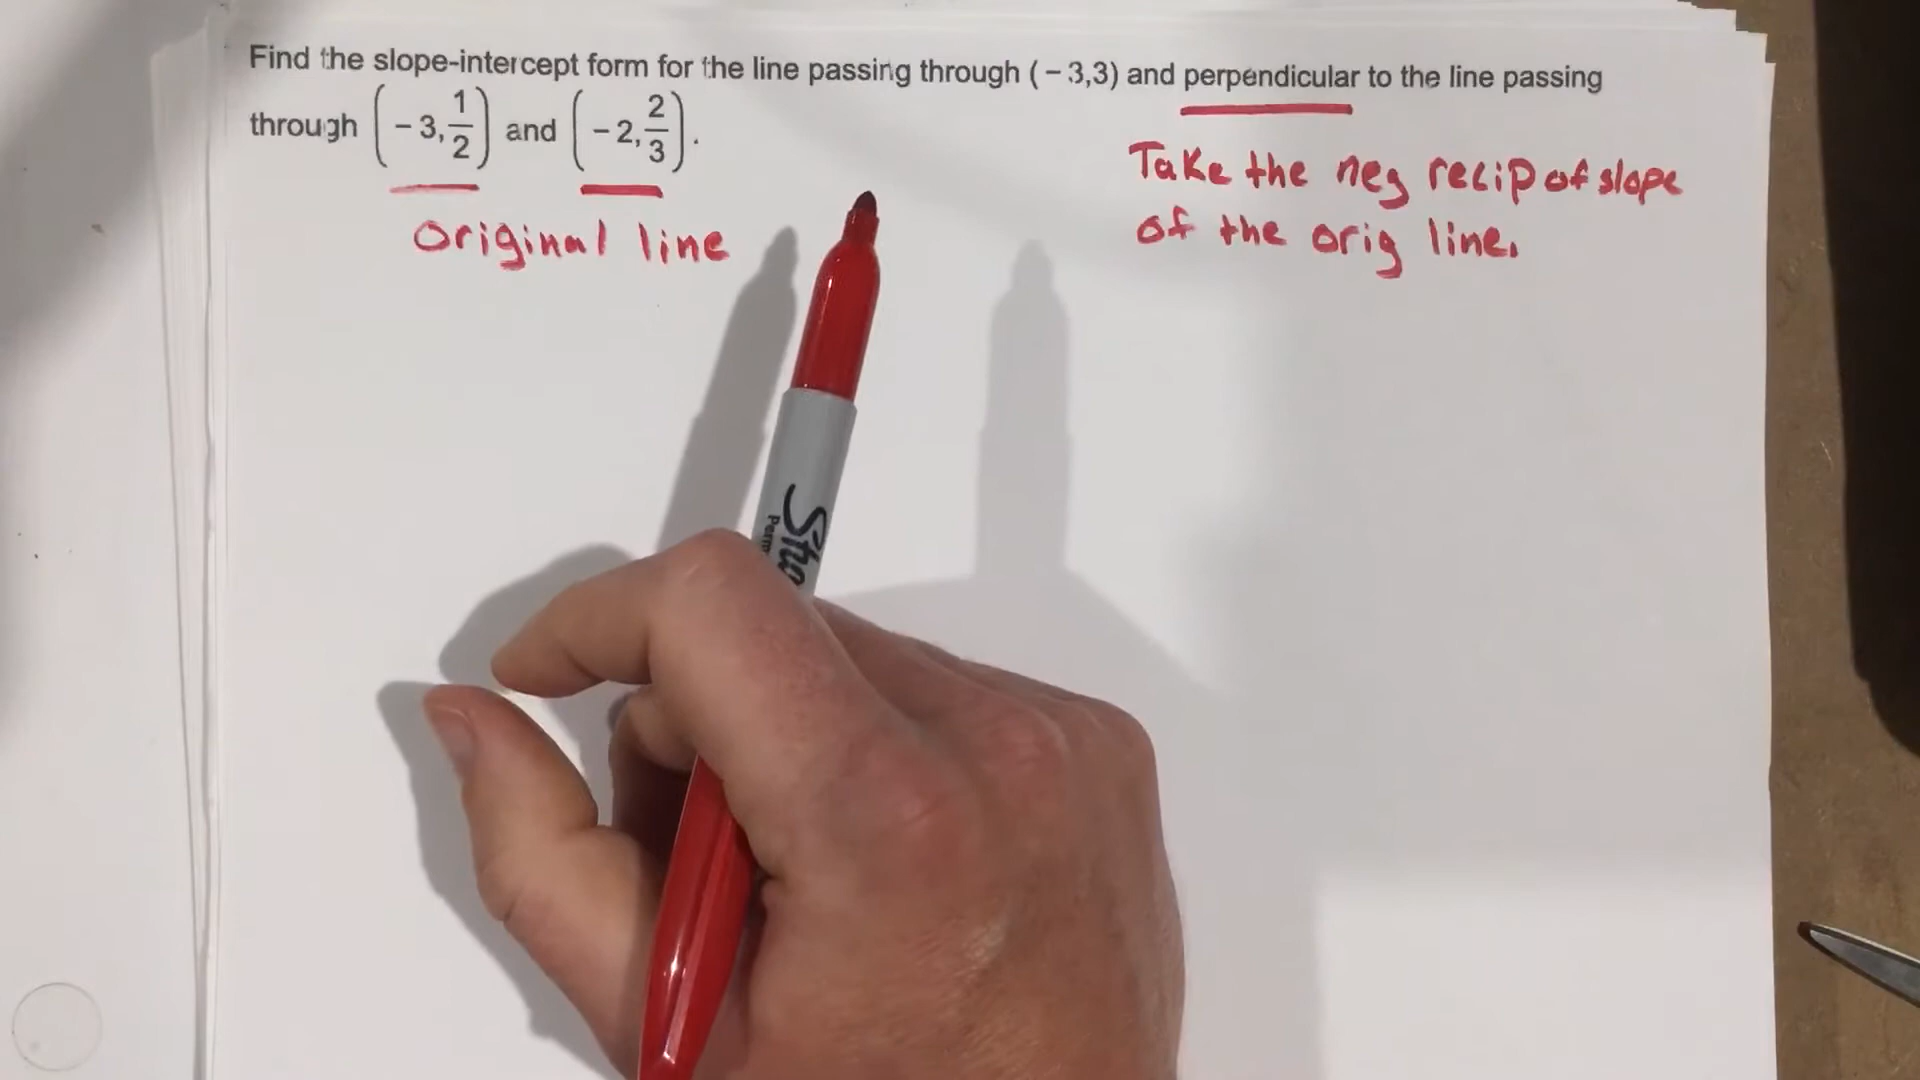 Find the slope-intercept form for the line passing through (−3,3) and perpendicular to the line passing
through (−3, 1/2) and (−2, 2/3).
Take the neg recip of slope
of the orig line.
original line